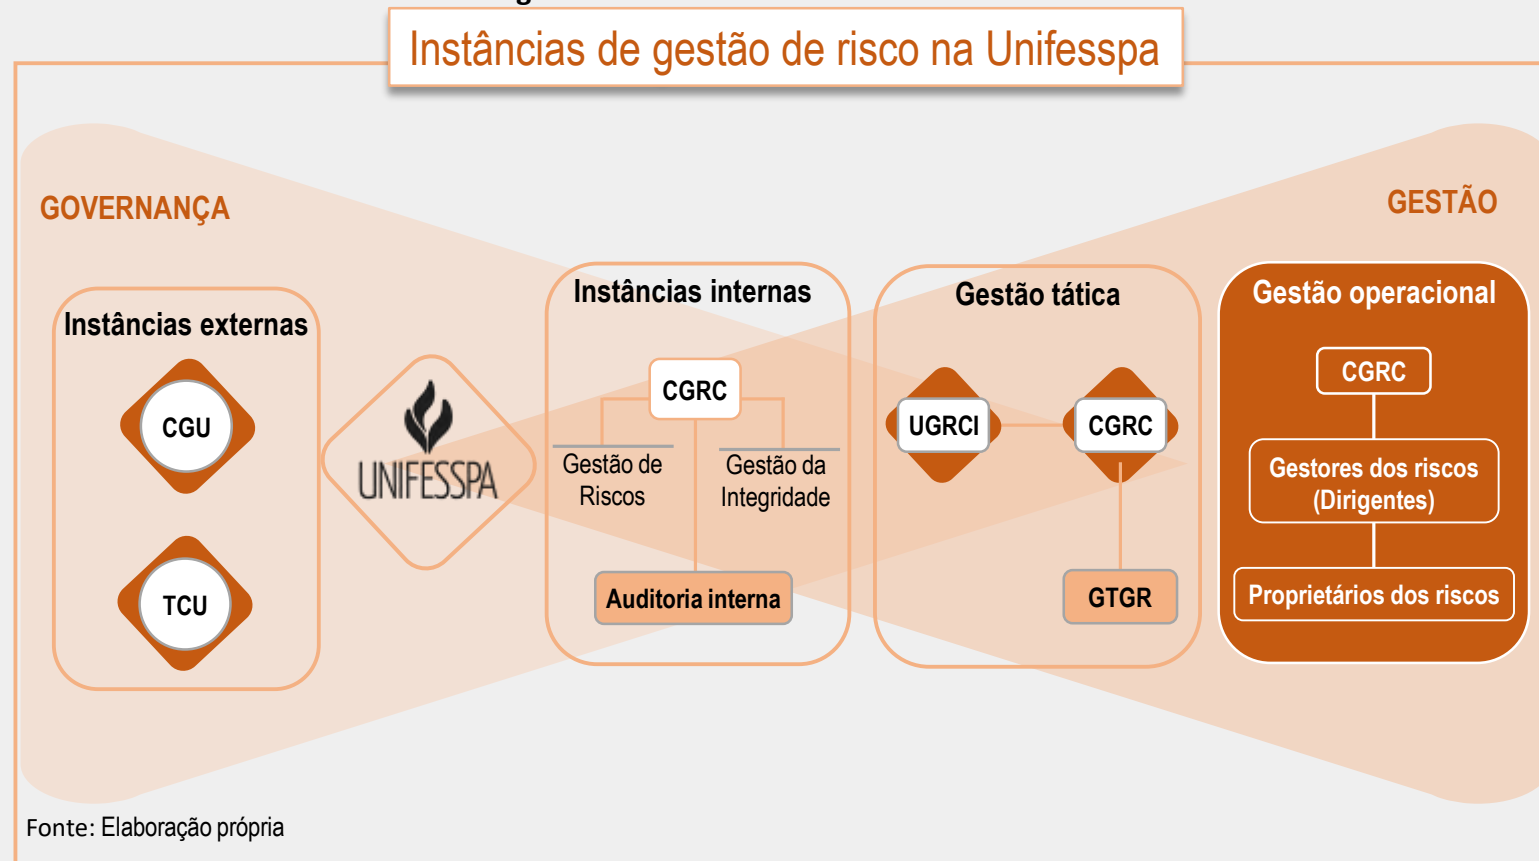 Instâncias de gestão de risco na Unifesspa
GOVERNANÇA
GESTÃO
Instâncias externas
CGU
TCU
UNIFESSPA
Instâncias internas
CGRC
Gestão de
Riscos
Gestão da
Integridade
Auditoria interna
Gestão tática
UGRCI
CGRC
GTGR
Gestão operacional
CGRC
Gestores dos riscos
(Dirigentes)
Proprietários dos riscos
Fonte: Elaboração própria